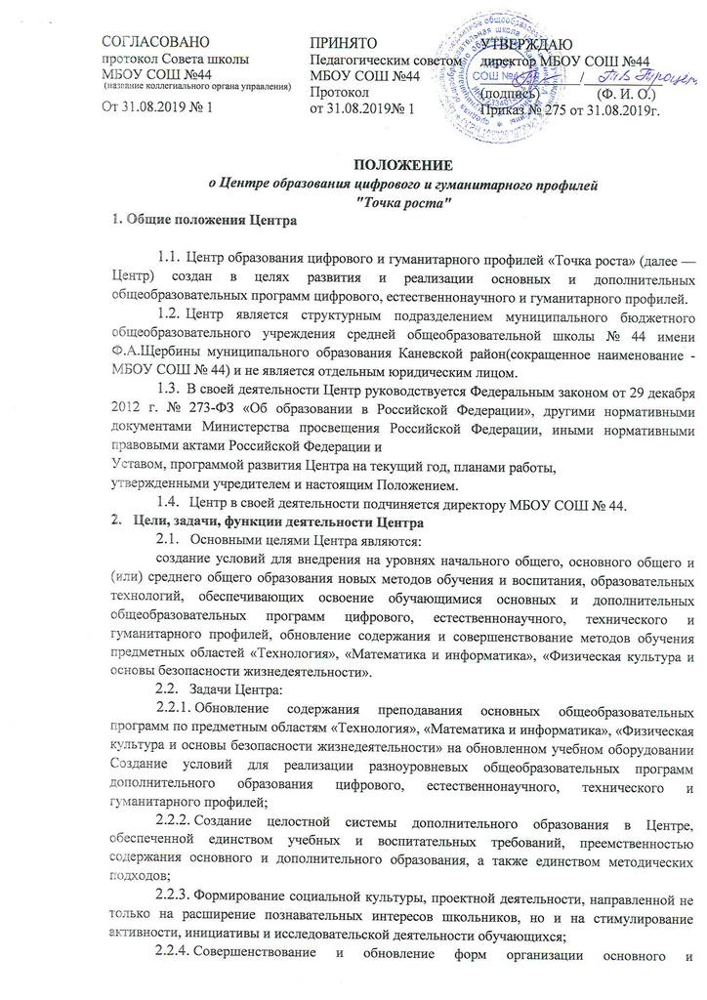 СОГЛАСОВАНО
протокол Совета школы
МБОУ СОШ №44
(название коллегиального органа управления)
От 31.08.2019 № 1
ПРИНЯТО
Педагогическим советом
МБОУ СОШ №44
Протокол
от 31.08.2019№ 1
УТВЕРЖДАЮ
директор МБОУ СОШ №44
/
(подпись) (Ф. И. О.)
Приказ № 275 от 31.08.2019г.
ПОЛОЖЕНИЕ
о Центре образования цифрового и гуманитарного профилей
"Точка роста"
1. Общие положения Центра
1.1. Центр образования цифрового и гуманитарного профилей «Точка роста» (далее —
Центр) создан в целях развития и реализации основных и дополнительных
общеобразовательных программ цифрового, естественнонаучного и гуманитарного профилей.
1.2. Центр является структурным подразделением муниципального бюджетного
общеобразовательного учреждения средней общеобразовательной школы № 44 имени
Ф.А.Щербины муниципального образования Каневской район(сокращенное наименование -
МБОУ СОШ № 44) и не является отдельным юридическим лицом.
1.3. В своей деятельности Центр руководствуется Федеральным законом от 29 декабря
2012 г. № 273-ФЗ «Об образовании в Российской Федерации», другими нормативными
документами Министерства просвещения Российской Федерации, иными нормативными
правовыми актами Российской Федерации и
Уставом, программой развития Центра на текущий год, планами работы,
утвержденными учредителем и настоящим Положением.
1.4. Центр в своей деятельности подчиняется директору МБОУ СОШ № 44.
2. Цели, задачи, функции деятельности Центра
2.1. Основными целями Центра являются:
создание условий для внедрения на уровнях начального общего, основного общего и
(или) среднего общего образования новых методов обучения и воспитания, образовательных
технологий, обеспечивающих освоение обучающимися основных и дополнительных
общеобразовательных программ цифрового, естественнонаучного, технического и
гуманитарного профилей, обновление содержания и совершенствование методов обучения
предметных областей «Технология», «Математика и информатика», «Физическая культура и
основы безопасности жизнедеятельности».
2.2. Задачи Центра:
2.2.1. Обновление содержания преподавания основных общеобразовательных
программ по предметным областям «Технология», «Математика и информатика», «Физическая
культура и основы безопасности жизнедеятельности» на обновленном учебном оборудовании
Создание условий для реализации разноуровневых общеобразовательных программ
дополнительного образования цифрового, естественнонаучного, технического и
гуманитарного профилей;
2.2.2. Создание целостной системы дополнительного образования в Центре,
обеспеченной единством учебных и воспитательных требований, преемственностью
содержания основного и дополнительного образования, а также единством методических
подходов;
2.2.3. Формирование социальной культуры, проектной деятельности, направленной не
только на расширение познавательных интересов школьников, но и на стимулирование
активности, инициативы и исследовательской деятельности обучающихся;
2.2.4. Совершенствование и обновление форм организации основного и